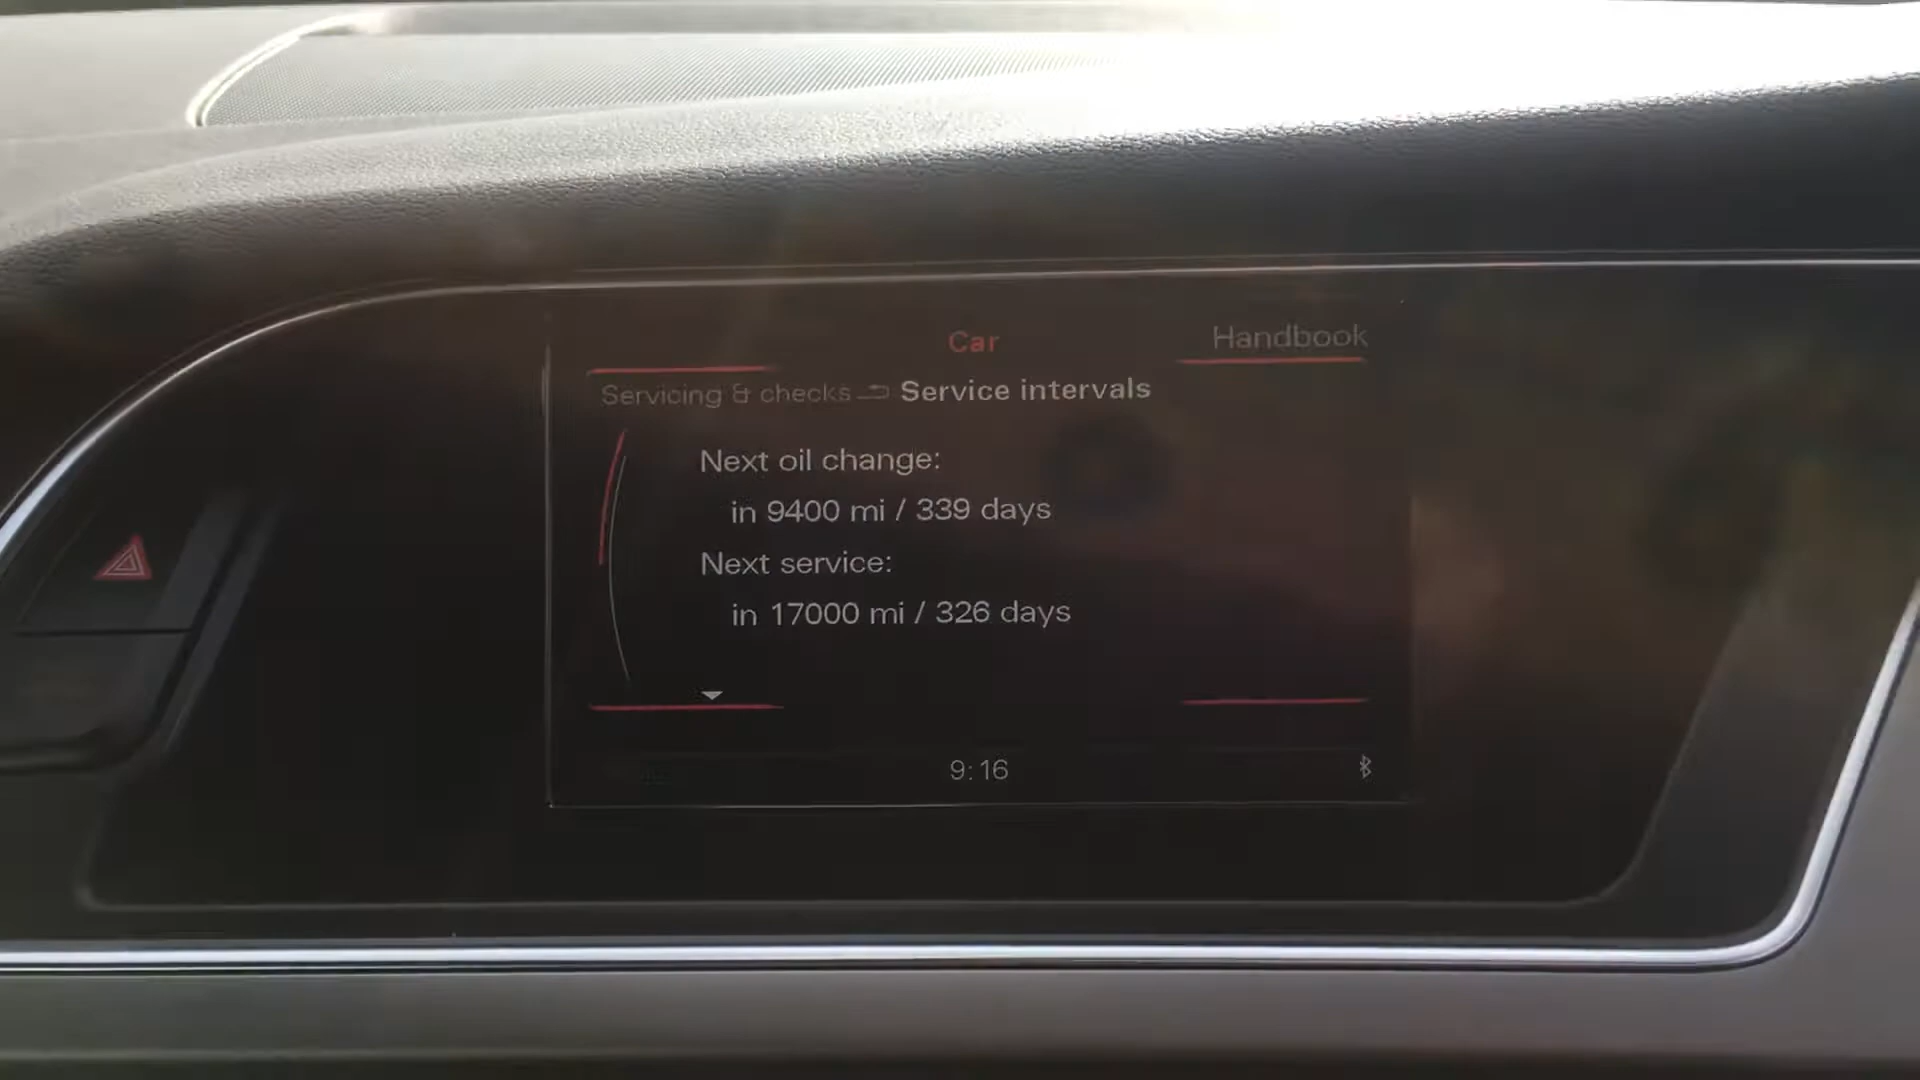 Car
Handbook
Servicing & checks Service intervals
Next oil change:
in 9400 mi / 339 days
Next service:
in 17000 mi / 326 days
9:16